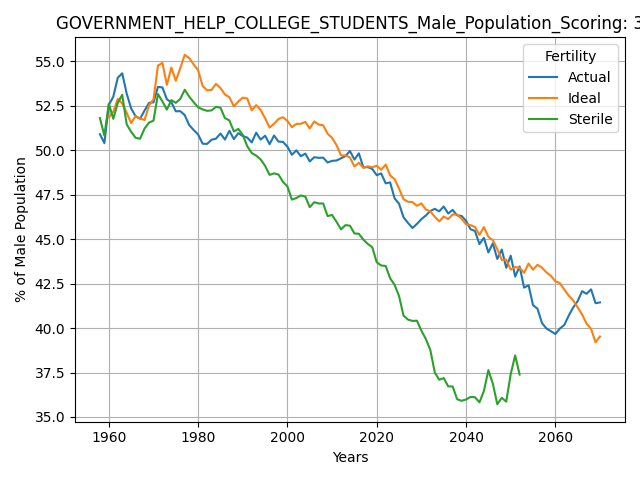 GOVERNMENT_HELP_COLLEGE_STUDENTS_Male_Population_Scoring: 3
Fertility
Actual
Ideal
Sterile
% of Male Population
55.0
52.5
50.0
47.5
45.0
42.5
40.0
37.5
35.0
1960
1980
2000
2020
2040
2060
Years